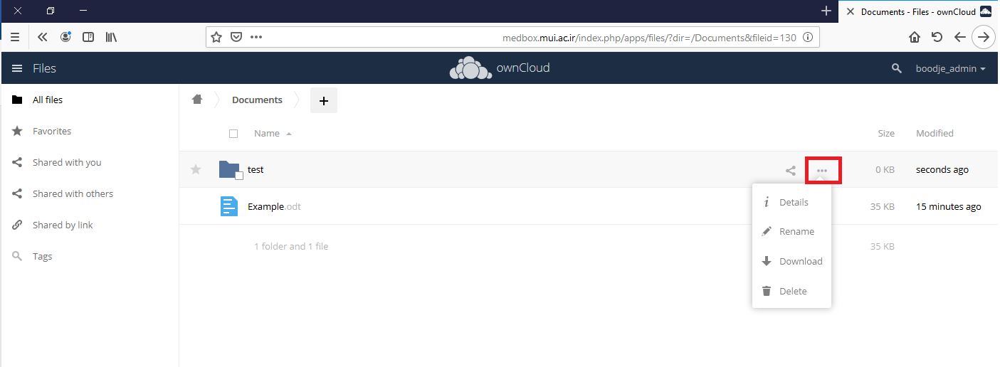 Documents - Files - ownCloud
medbox.mui.ac.ir/index.php/apps/files/?dir=/Documents&fileid=130
Files
ownCloud
boodje_admin
All files
Favorites
Shared with you
Shared with others
Shared by link
Tags
Documents
+
Name
Size
Modified
test
0 KB
seconds ago
Details
Rename
Download
Delete
Example.odt
35 KB
15 minutes ago
1 folder and 1 file
35 KB